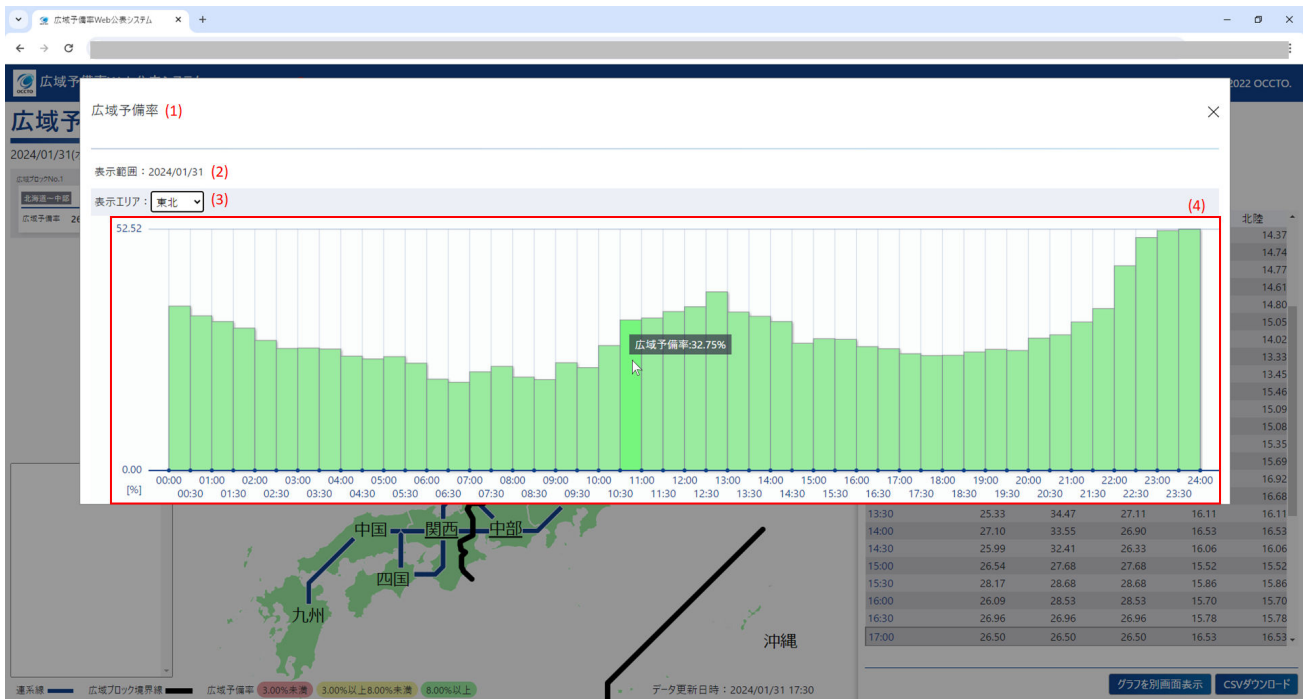 広域予備率Web公表システム
2022 OCCTO.
広域予
2024/01/31(
広域ブロックNo.1
北海道ー中部
広域予備率 26
広域予備率 (1)
表示範囲：2024/01/31 (2)
表示エリア： 東北 (3)
(4)
52.52
広域予備率:32.75%
0.00
[%]
00:00 01:00 02:00 03:00 04:00 05:00 06:00 07:00 08:00 09:00 10:00 11:00 12:00 13:00 14:00 15:00 16:00 17:00 18:00 19:00 20:00 21:00 22:00 23:00 24:00
00:30 01:30 02:30 03:30 04:30 05:30 06:30 07:30 08:30 09:30 10:30 11:30 12:30 13:30 14:30 15:30 16:30 17:30 18:30 19:30 20:30 21:30 22:30 23:30
北陸
14.37
14.74
14.77
14.61
14.80
15.05
14.02
13.33
13.45
15.46
15.09
15.08
15.35
15.69
16.92
16.68
13:30 25.33 34.47 27.11 16.11 16.11
14:00 27.10 33.55 26.90 16.53 16.53
14:30 25.99 32.41 26.33 16.06 16.06
15:00 26.54 27.68 27.68 15.52 15.52
15:30 28.17 28.68 28.68 15.86 15.86
16:00 26.09 28.53 28.53 15.70 15.70
16:30 26.96 26.96 26.96 15.78 15.78
17:00 26.50 26.50 26.50 16.53 16.53
中国 関西 中部
四国
九州
沖縄
連系線 広域ブロック境界線 広域予備率 3.00%未満 3.00%以上8.00%未満 8.00%以上
データ更新日時：2024/01/31 17:30
グラフを別画面表示 CSVダウンロード